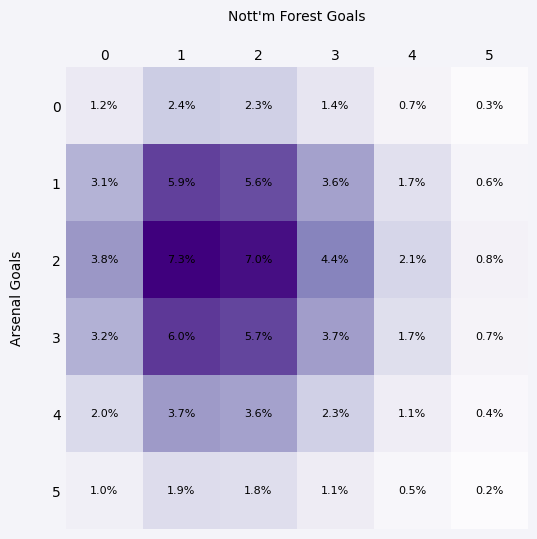 Nott'm Forest Goals
0 1 2 3 4 5
0 1.2% 2.4% 2.3% 1.4% 0.7% 0.3%
1 3.1% 5.9% 5.6% 3.6% 1.7% 0.6%
2 3.8% 7.3% 7.0% 4.4% 2.1% 0.8%
3 3.2% 6.0% 5.7% 3.7% 1.7% 0.7%
4 2.0% 3.7% 3.6% 2.3% 1.1% 0.4%
5 1.0% 1.9% 1.8% 1.1% 0.5% 0.2%
Arsenal Goals